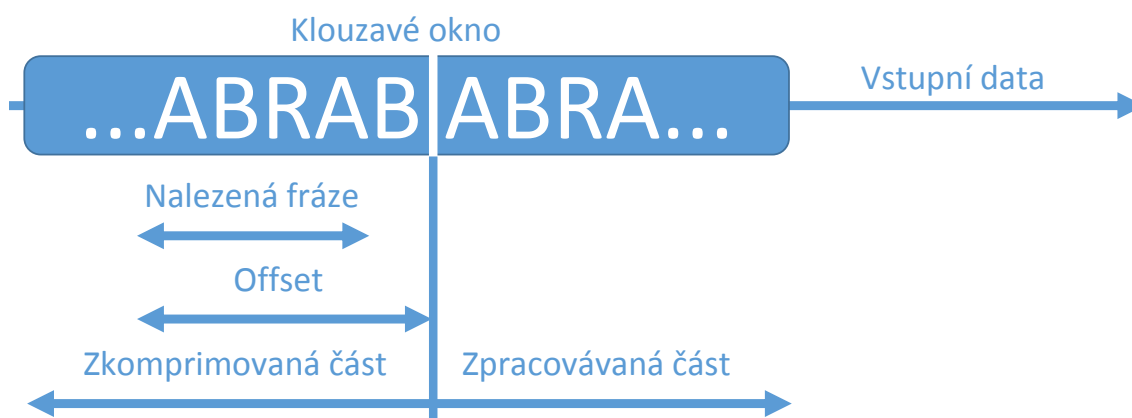 Klouzavé okno
...ABRAB ABRA...
Vstupní data
Nalezená fráze
Offset
Zkomprimovaná část
Zpracovávaná část